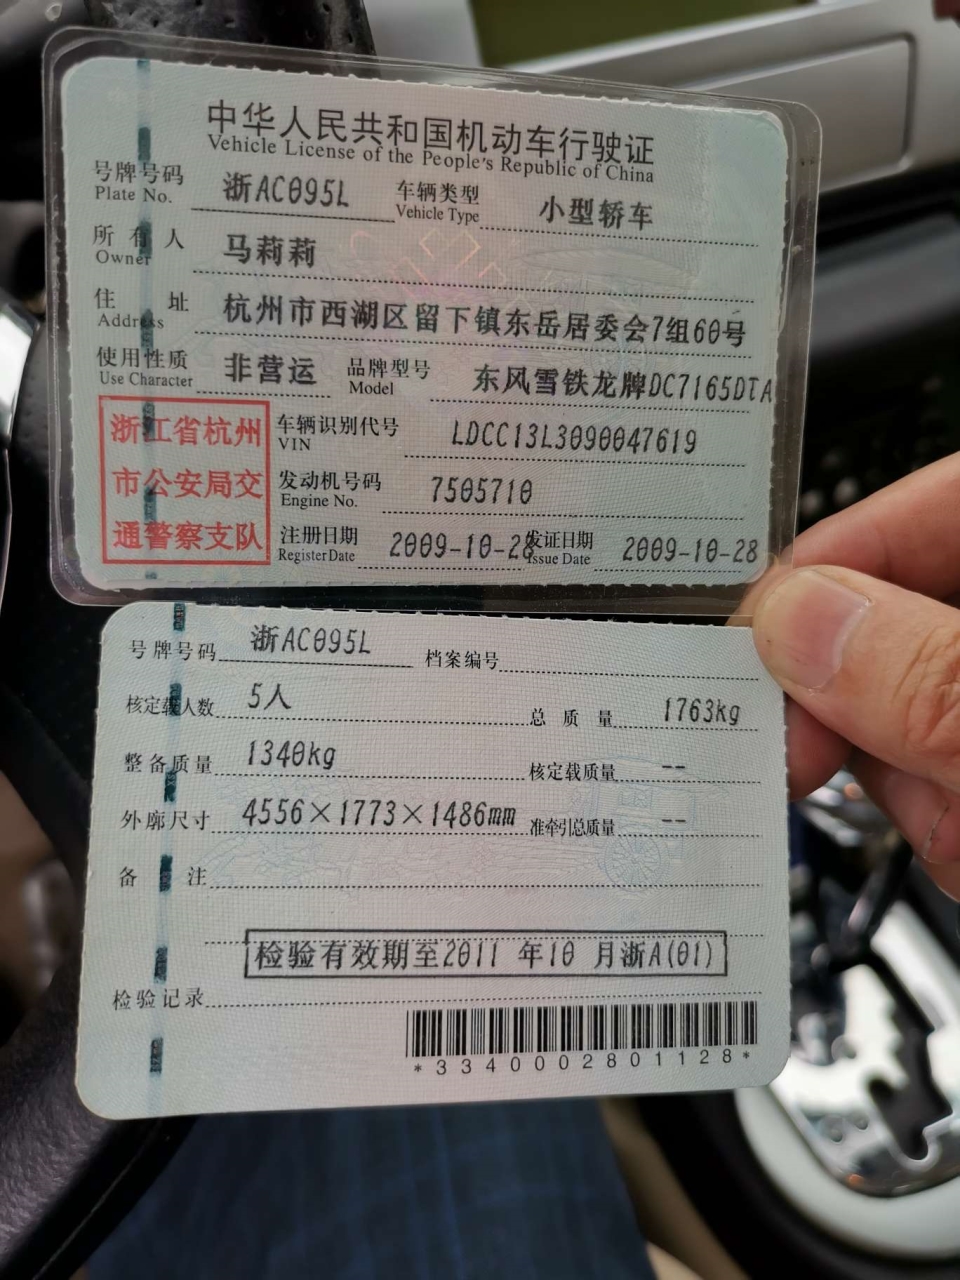 中华人民共和国机动车行驶证
Vehicle License of the People's Republic of China
号牌号码 浙AC095L 车辆类型 小型轿车
Plate No. Vehicle Type
所有人 马莉莉
Owner
住址 杭州市西湖区留下镇东岳居委会7组60号
Address
使用性质 非营运 品牌型号 东风雪铁龙牌DC7165DTA
Use Character Model
浙江省杭州
市公安局交
通警察支队
车辆识别代号 LDCC13L3090047619
VIN
发动机号码 7505710
Engine No.
注册日期 2009-10-28 发证日期 2009-10-28
Register Date Issue Date
号牌号码 浙AC095L 档案编号
核定载人数 5人 总质量 1763kg
整备质量 1340kg 核定载质量 --
外廓尺寸 4556×1773×1486mm 准牵引总质量 --
备注
检验有效期至2011 年10 月浙A(01)
检验记录
*3340002801128*